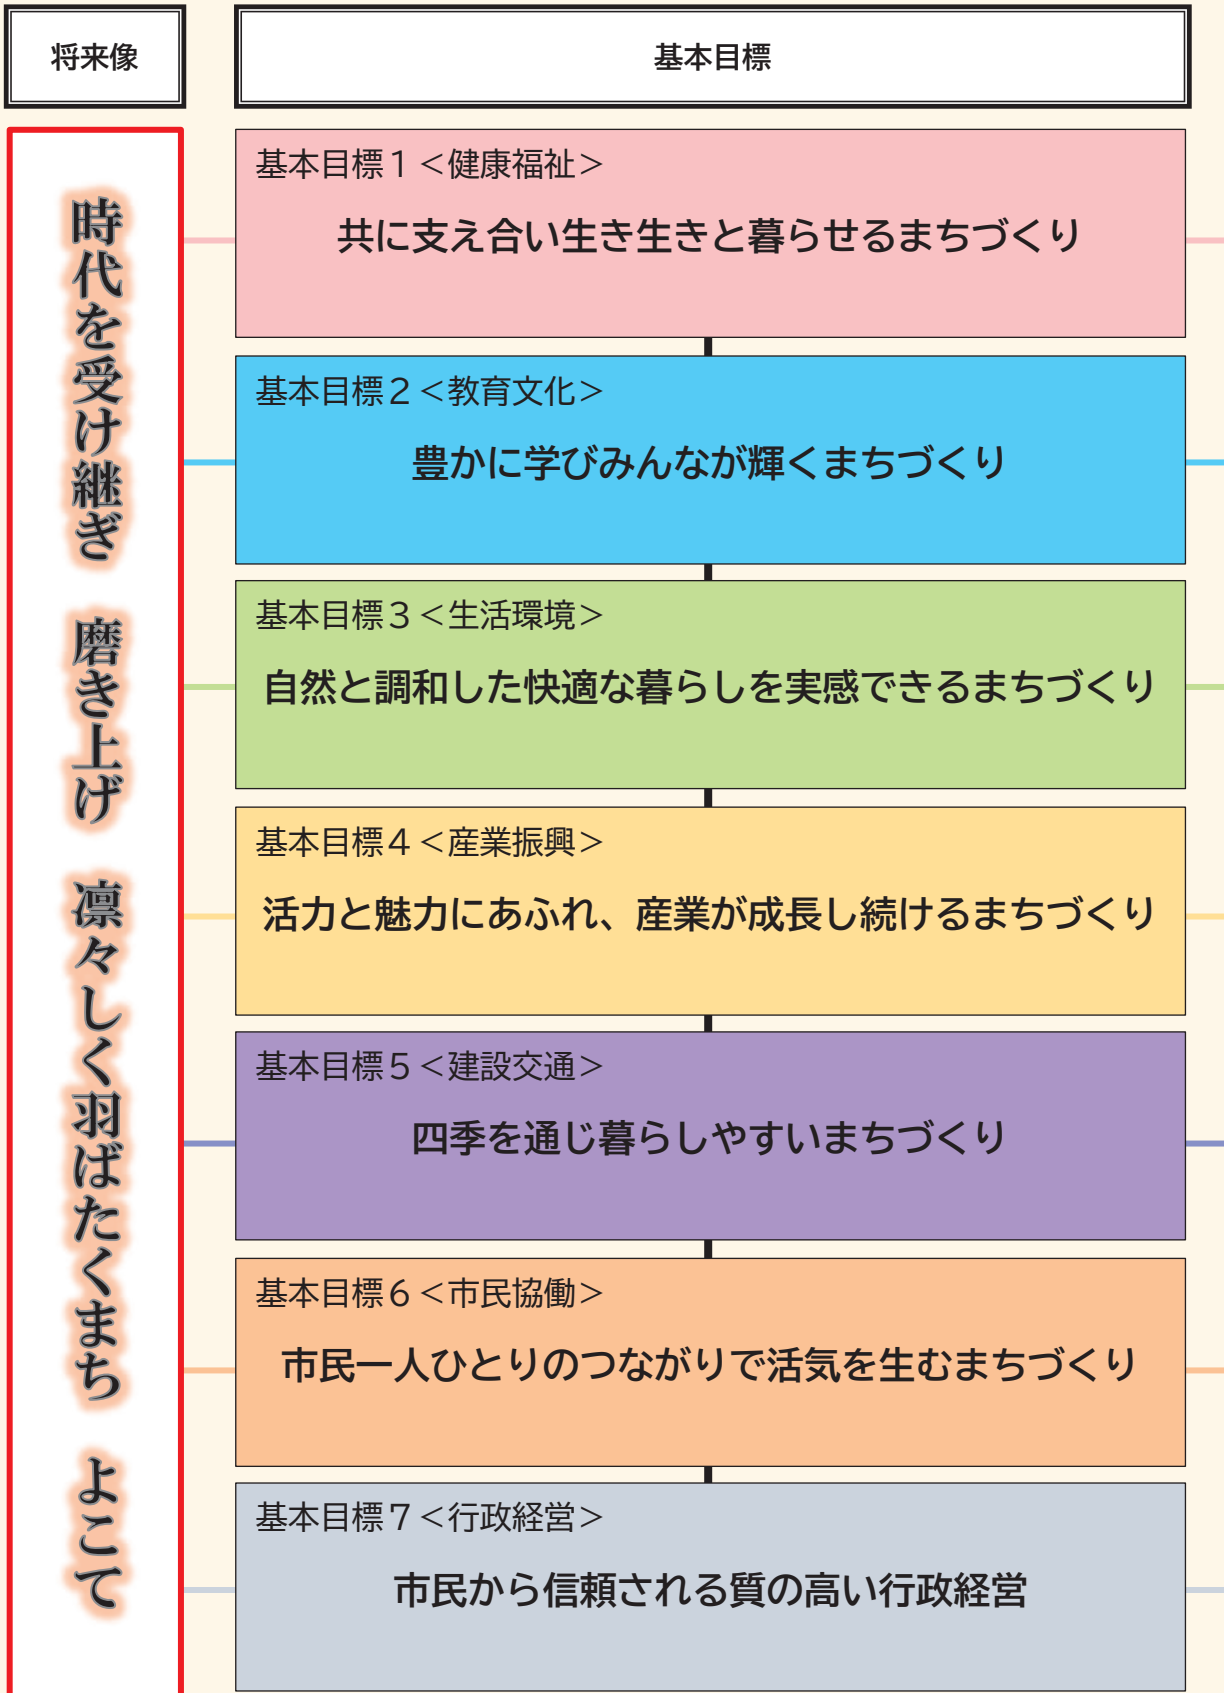 将来像
基本目標
時代を受け継ぎ　磨き上げ　凛々しく羽ばたくまち　よこて
基本目標１＜健康福祉＞
共に支え合い生き生きと暮らせるまちづくり
基本目標２＜教育文化＞
豊かに学びみんなが輝くまちづくり
基本目標３＜生活環境＞
自然と調和した快適な暮らしを実感できるまちづくり
基本目標４＜産業振興＞
活力と魅力にあふれ、産業が成長し続けるまちづくり
基本目標５＜建設交通＞
四季を通じ暮らしやすいまちづくり
基本目標６＜市民協働＞
市民一人ひとりのつながりで活気を生むまちづくり
基本目標７＜行政経営＞
市民から信頼される質の高い行政経営